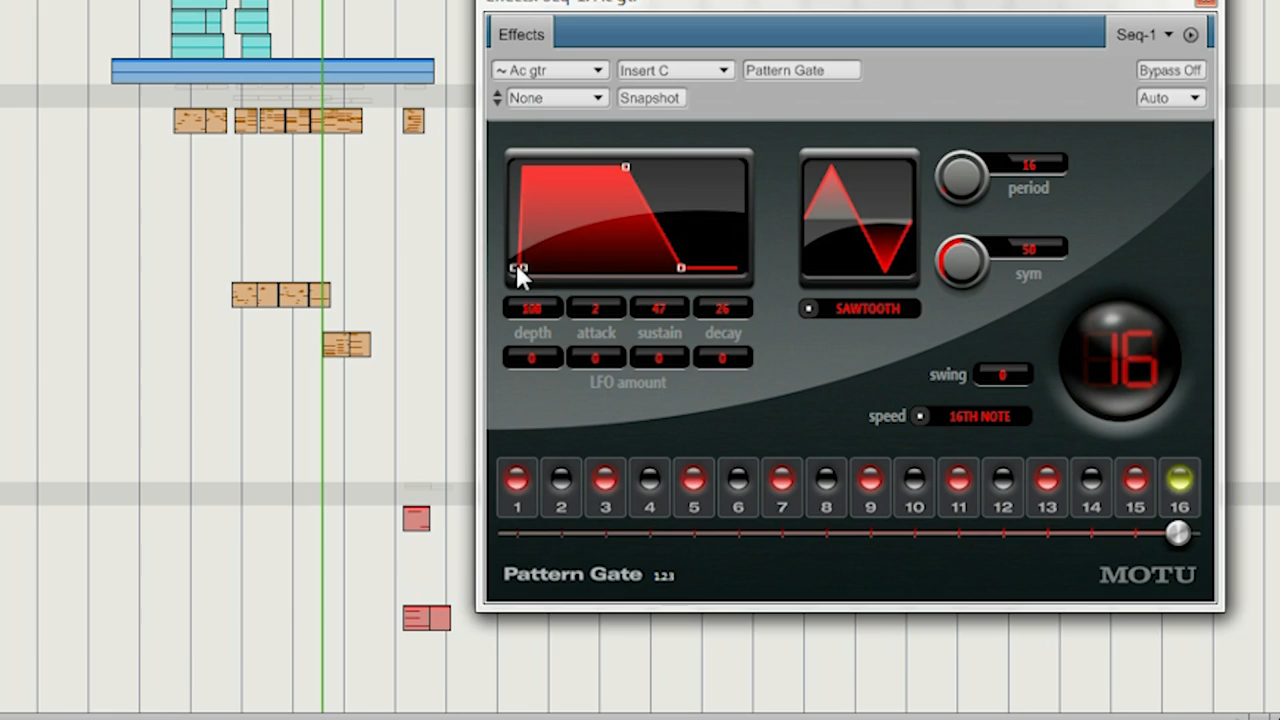 Effects Seq-1
~ Ac gtr Insert C Pattern Gate Bypass Off
None Snapshot Auto
16
period
50
sym
100 2 47 26 SAWTOOTH
depth attack sustain decay
0 0 0 0
LFO amount
swing 0
16
speed 16TH NOTE
1 2 3 4 5 6 7 8 9 10 11 12 13 14 15 16
Pattern Gate 1.2.3 MOTU